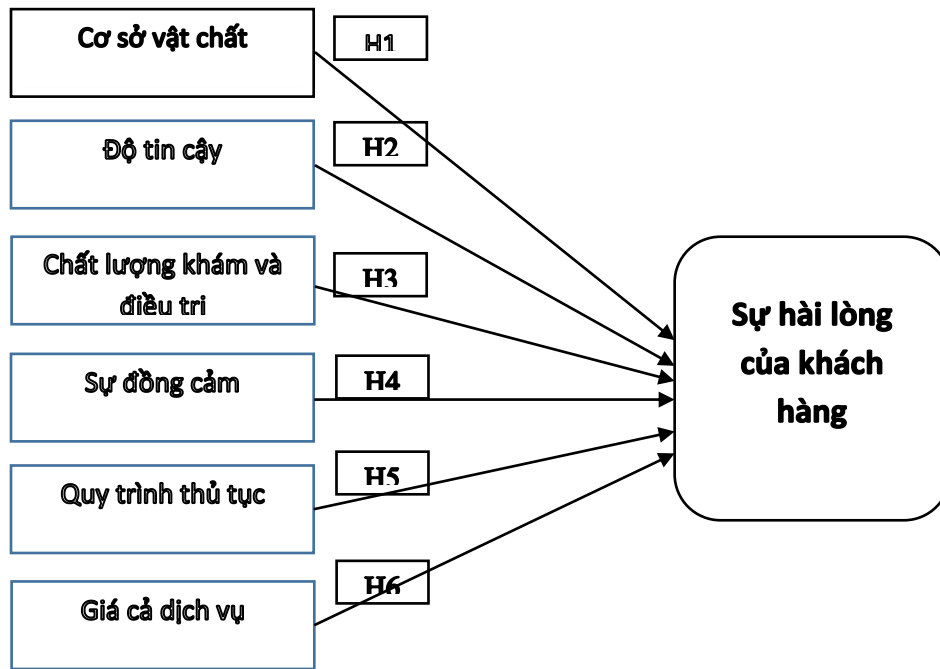 Cơ sở vật chất
H1
Độ tin cậy
H2
Chất lượng khám và
điều tri
H3
Sự đồng cảm
H4
Quy trình thủ tục
H5
Giá cả dịch vụ
H6
Sự hài lòng
của khách
hàng